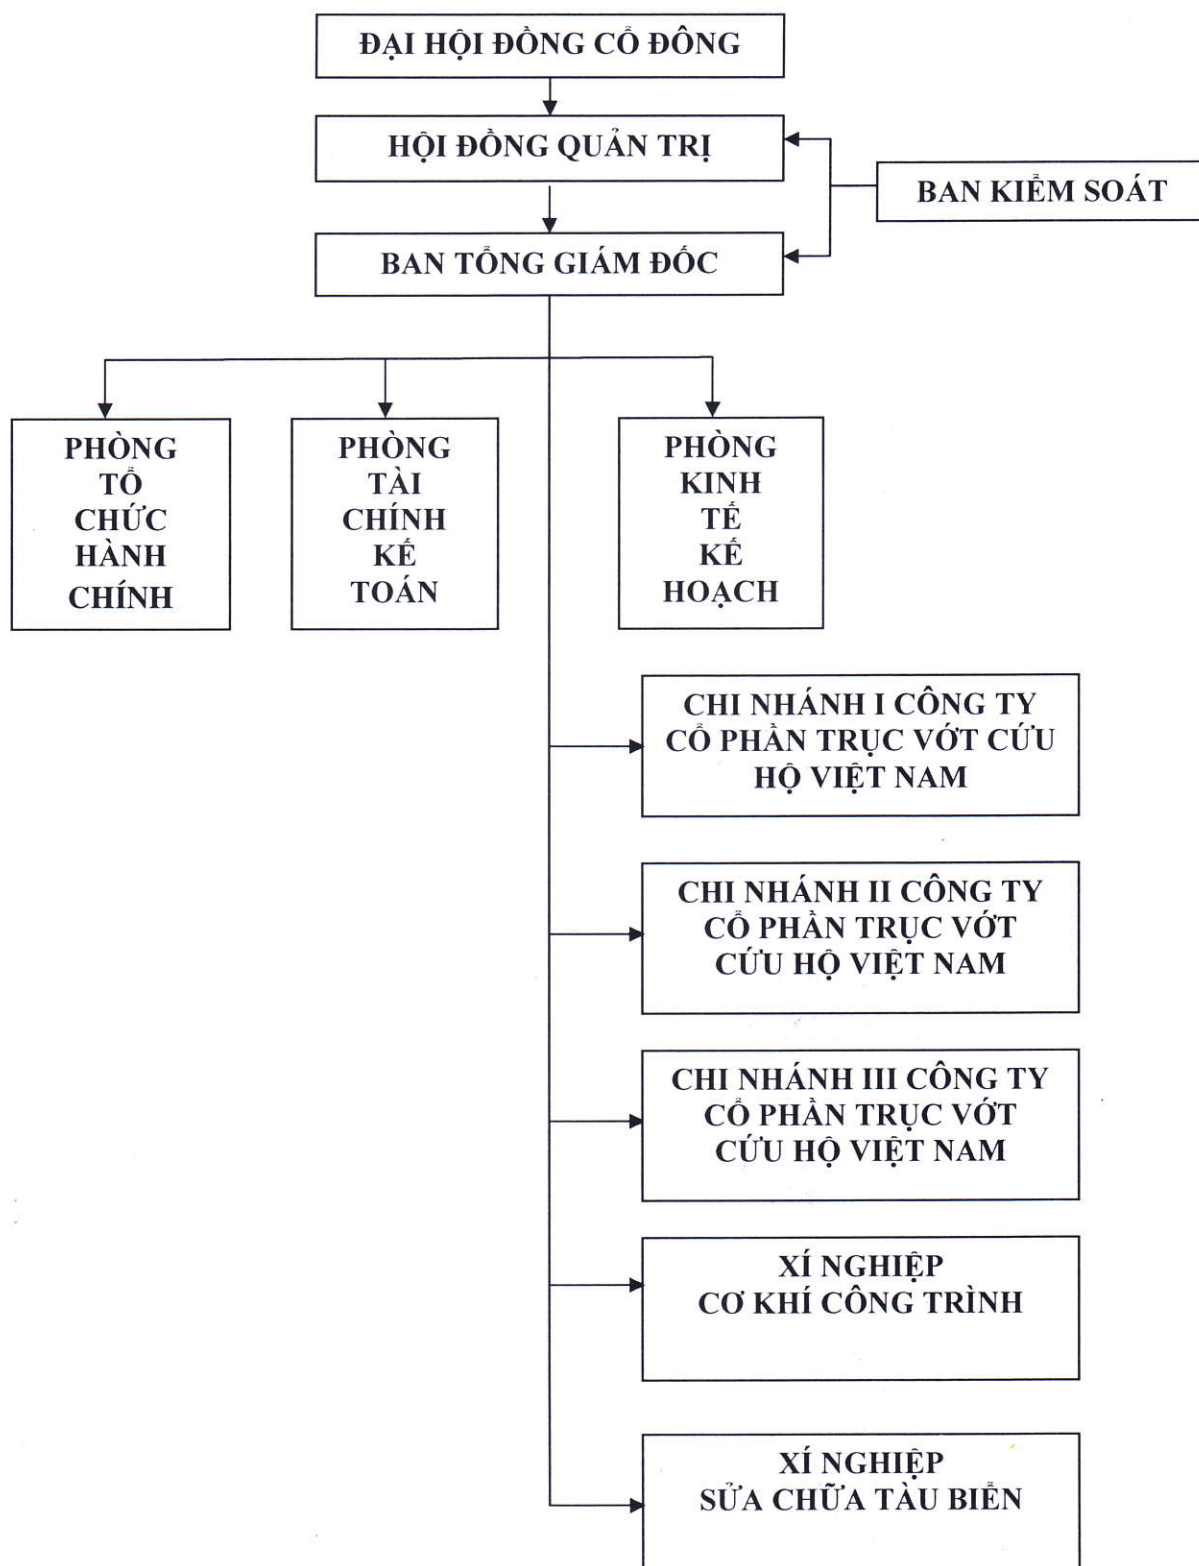 ĐẠI HỘI ĐỒNG CỔ ĐÔNG
HỘI ĐỒNG QUẢN TRỊ
BAN KIỂM SOÁT
BAN TỔNG GIÁM ĐỐC
PHÒNG
TỔ
CHỨC
HÀNH
CHÍNH
PHÒNG
TÀI
CHÍNH
KẾ
TOÁN
PHÒNG
KINH
TẾ
KẾ
HOẠCH
CHI NHÁNH I CÔNG TY
CỔ PHẦN TRỤC VỚT CỨU
HỘ VIỆT NAM
CHI NHÁNH II CÔNG TY
CỔ PHẦN TRỤC VỚT
CỨU HỘ VIỆT NAM
CHI NHÁNH III CÔNG TY
CỔ PHẦN TRỤC VỚT
CỨU HỘ VIỆT NAM
XÍ NGHIỆP
CƠ KHÍ CÔNG TRÌNH
XÍ NGHIỆP
SỬA CHỮA TÀU BIỂN